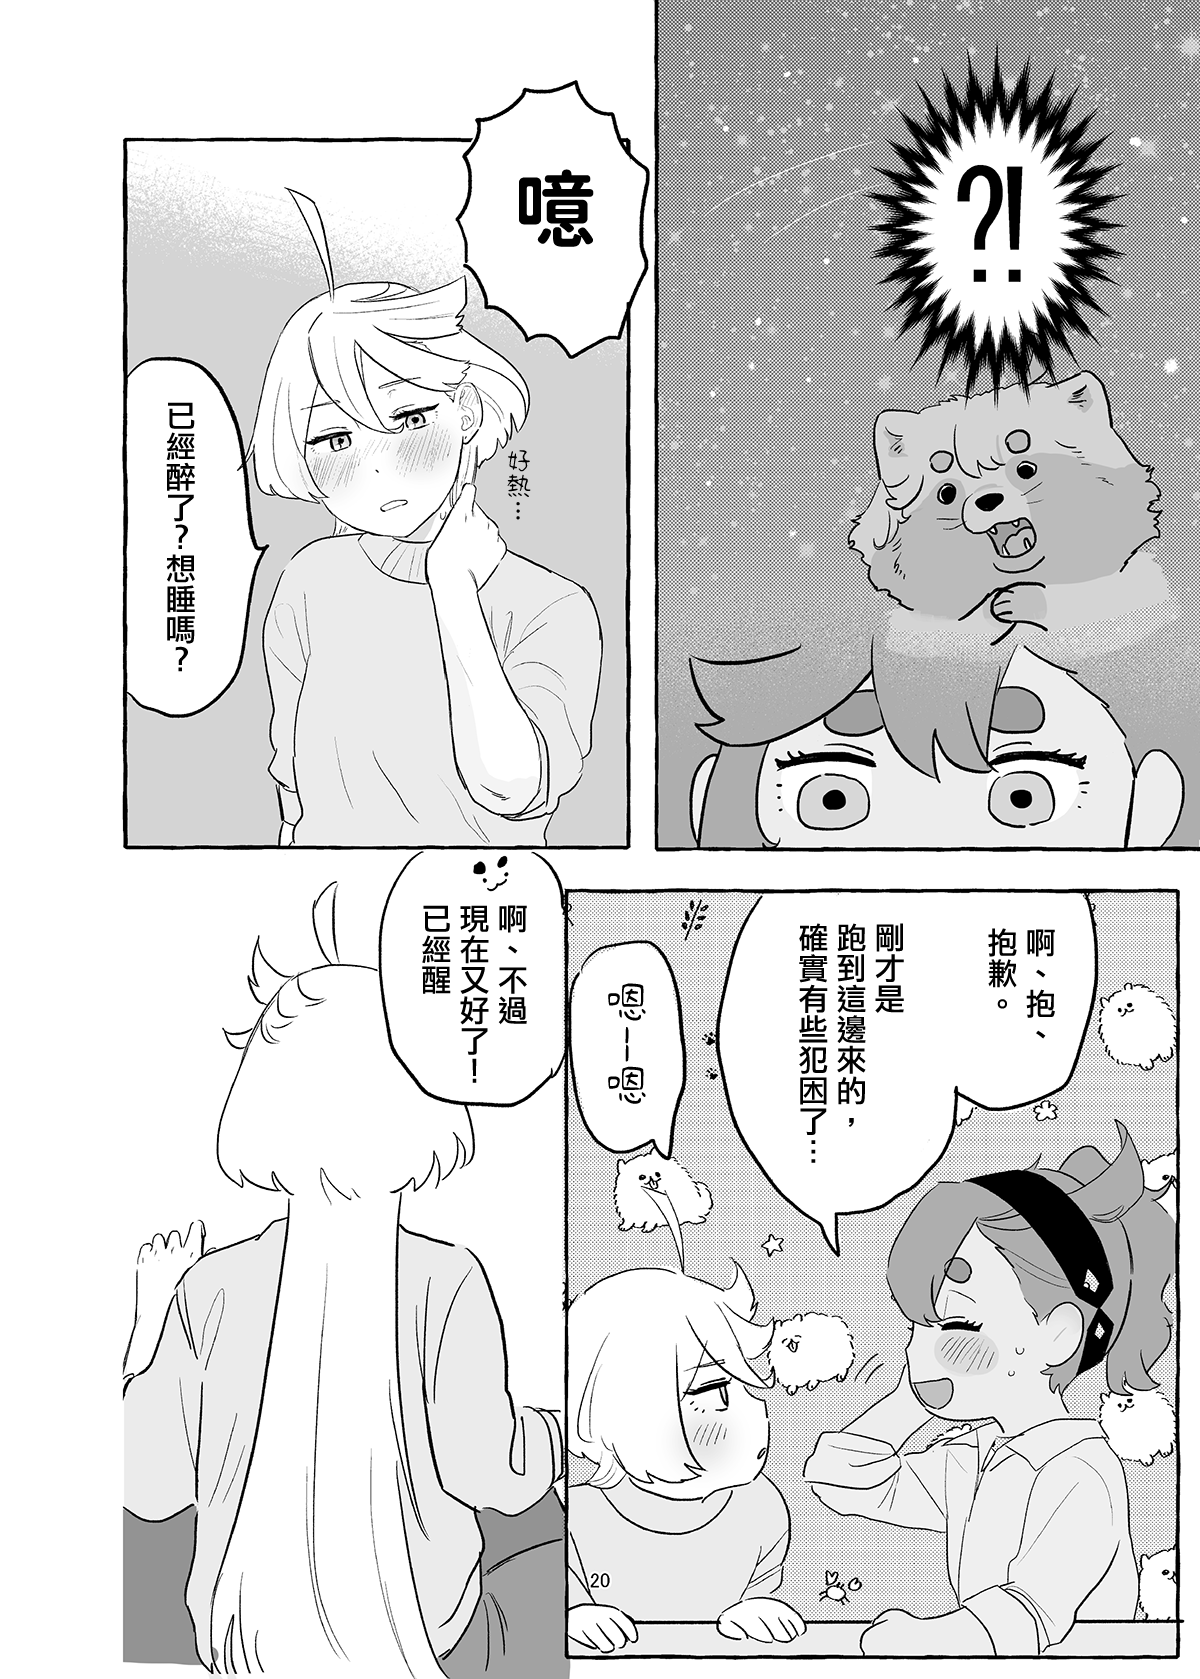 ?!
噫
好熱…
已經醉了?想睡嗎?
啊、抱、
抱歉。
剛才是
跑到這邊來的，
確實有些犯困了…
嗯——嗯
啊、不過
現在又好了!
已經醒
20